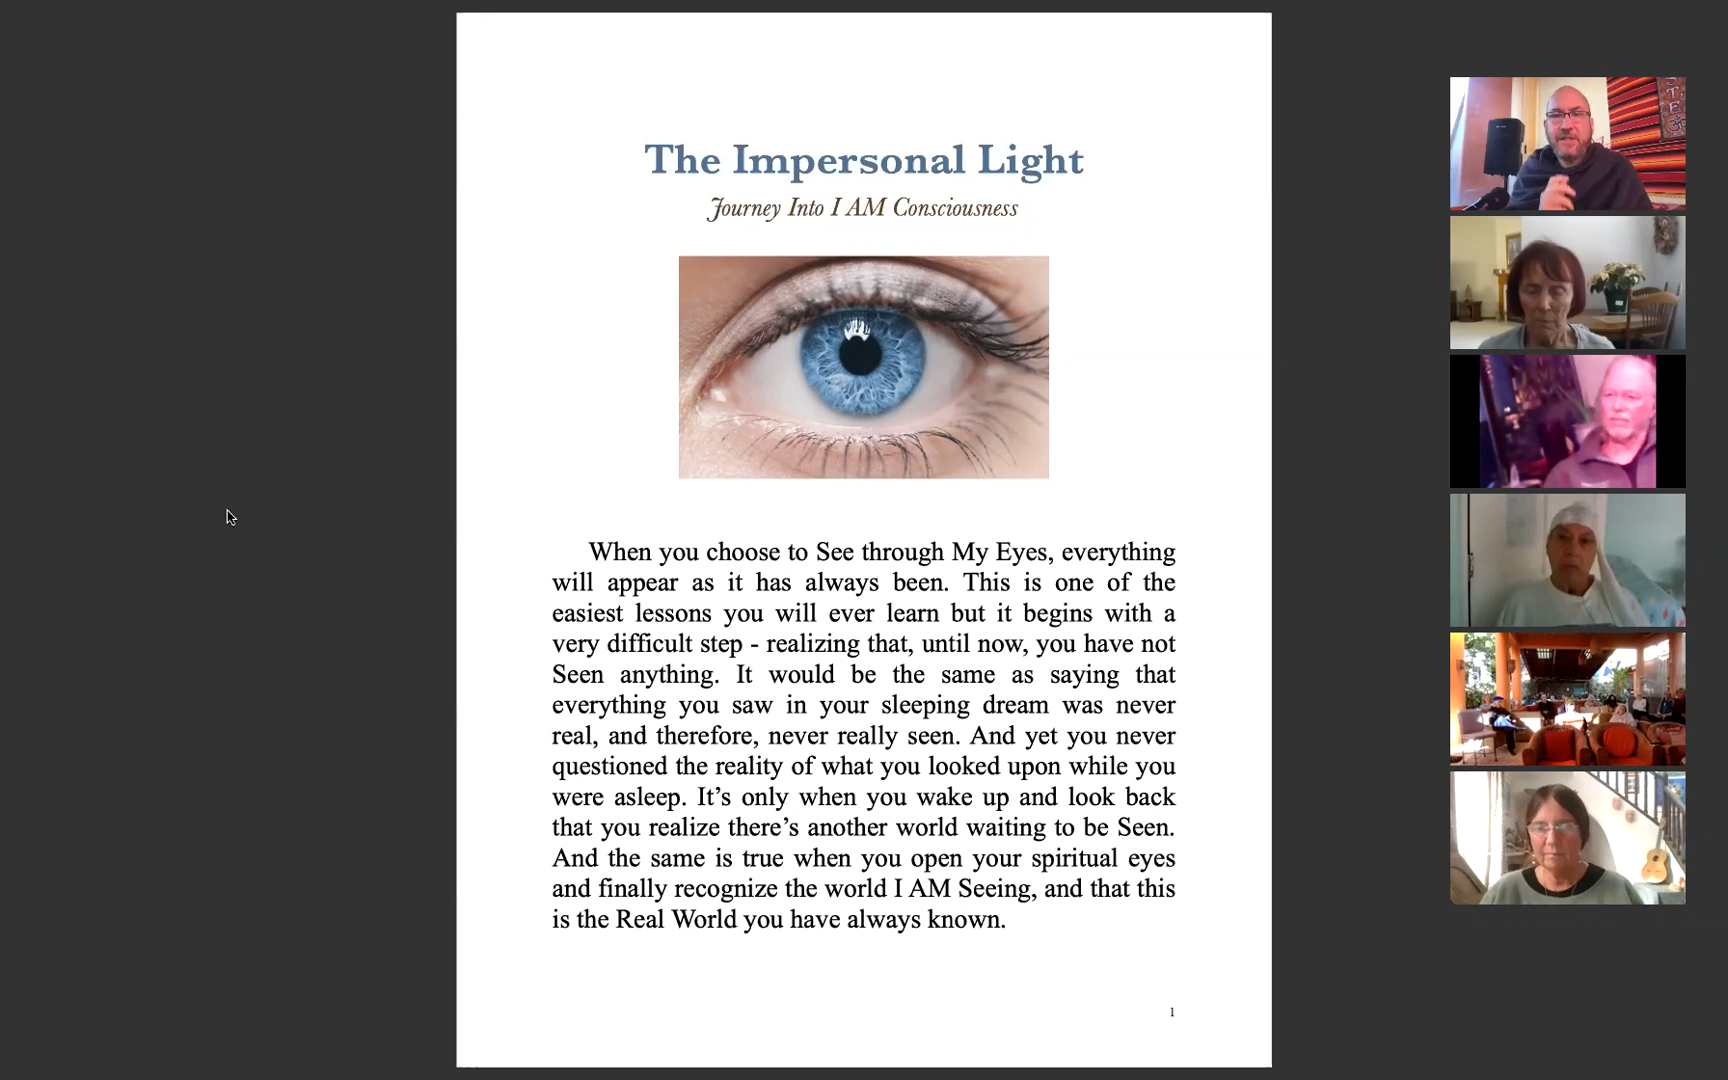 The Impersonal Light
Journey Into I AM Consciousness
When you choose to See through My Eyes, everything
will appear as it has always been. This is one of the
easiest lessons you will ever learn but it begins with a
very difficult step - realizing that, until now, you have not
Seen anything. It would be the same as saying that
everything you saw in your sleeping dream was never
real, and therefore, never really seen. And yet you never
questioned the reality of what you looked upon while you
were asleep. It’s only when you wake up and look back
that you realize there’s another world waiting to be Seen.
And the same is true when you open your spiritual eyes
and finally recognize the world I AM Seeing, and that this
is the Real World you have always known.
1